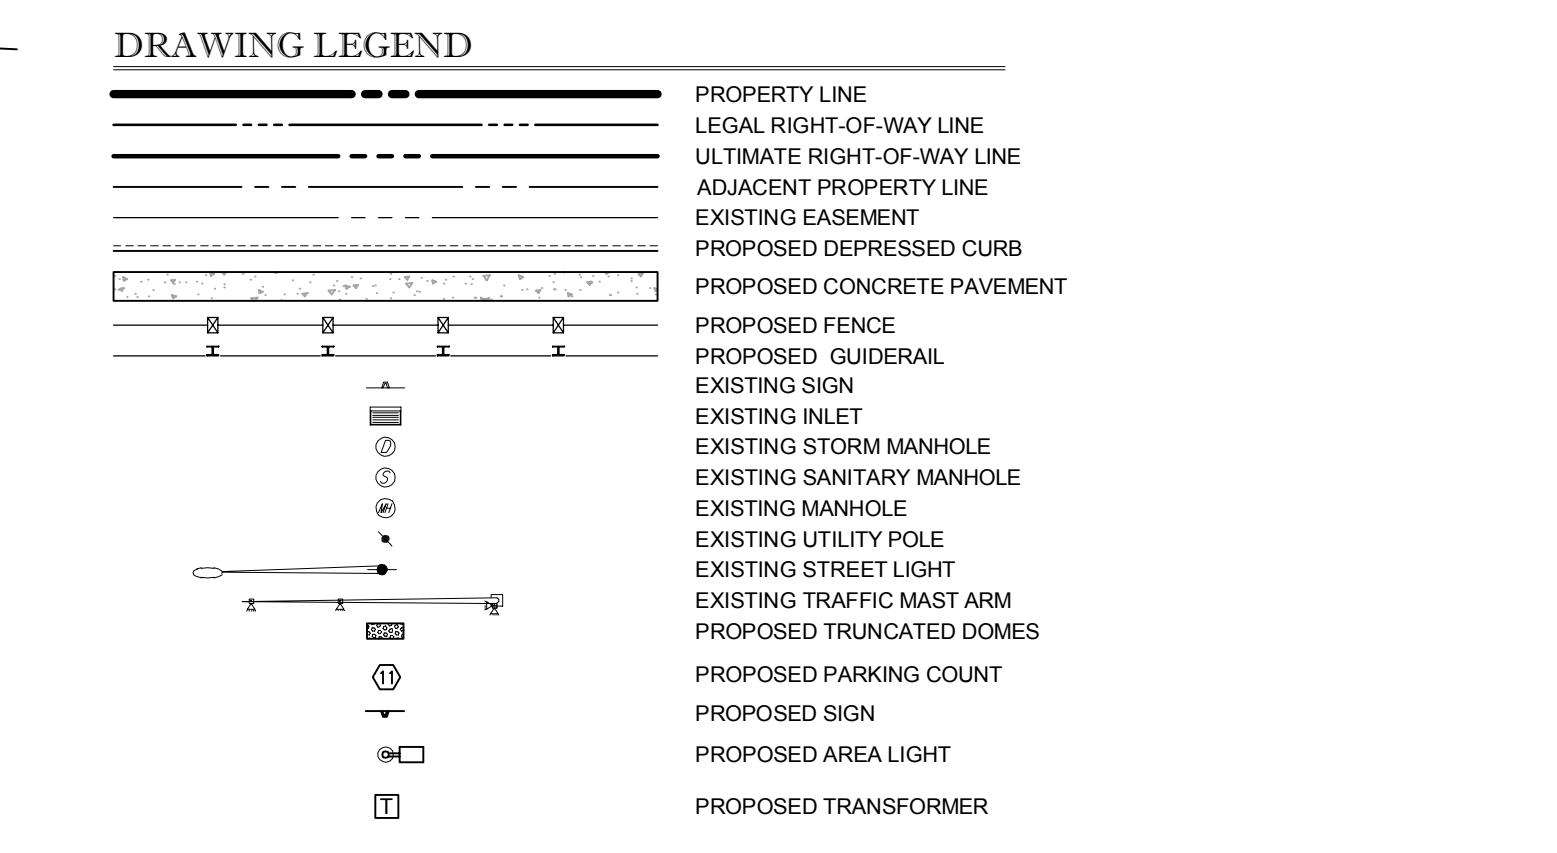 DRAWING LEGEND
PROPERTY LINE
LEGAL RIGHT-OF-WAY LINE
ULTIMATE RIGHT-OF-WAY LINE
ADJACENT PROPERTY LINE
EXISTING EASEMENT
PROPOSED DEPRESSED CURB
PROPOSED CONCRETE PAVEMENT
PROPOSED FENCE
PROPOSED GUIDERAIL
EXISTING SIGN
EXISTING INLET
D EXISTING STORM MANHOLE
S EXISTING SANITARY MANHOLE
MH EXISTING MANHOLE
EXISTING UTILITY POLE
EXISTING STREET LIGHT
EXISTING TRAFFIC MAST ARM
PROPOSED TRUNCATED DOMES
11 PROPOSED PARKING COUNT
PROPOSED SIGN
PROPOSED AREA LIGHT
T PROPOSED TRANSFORMER